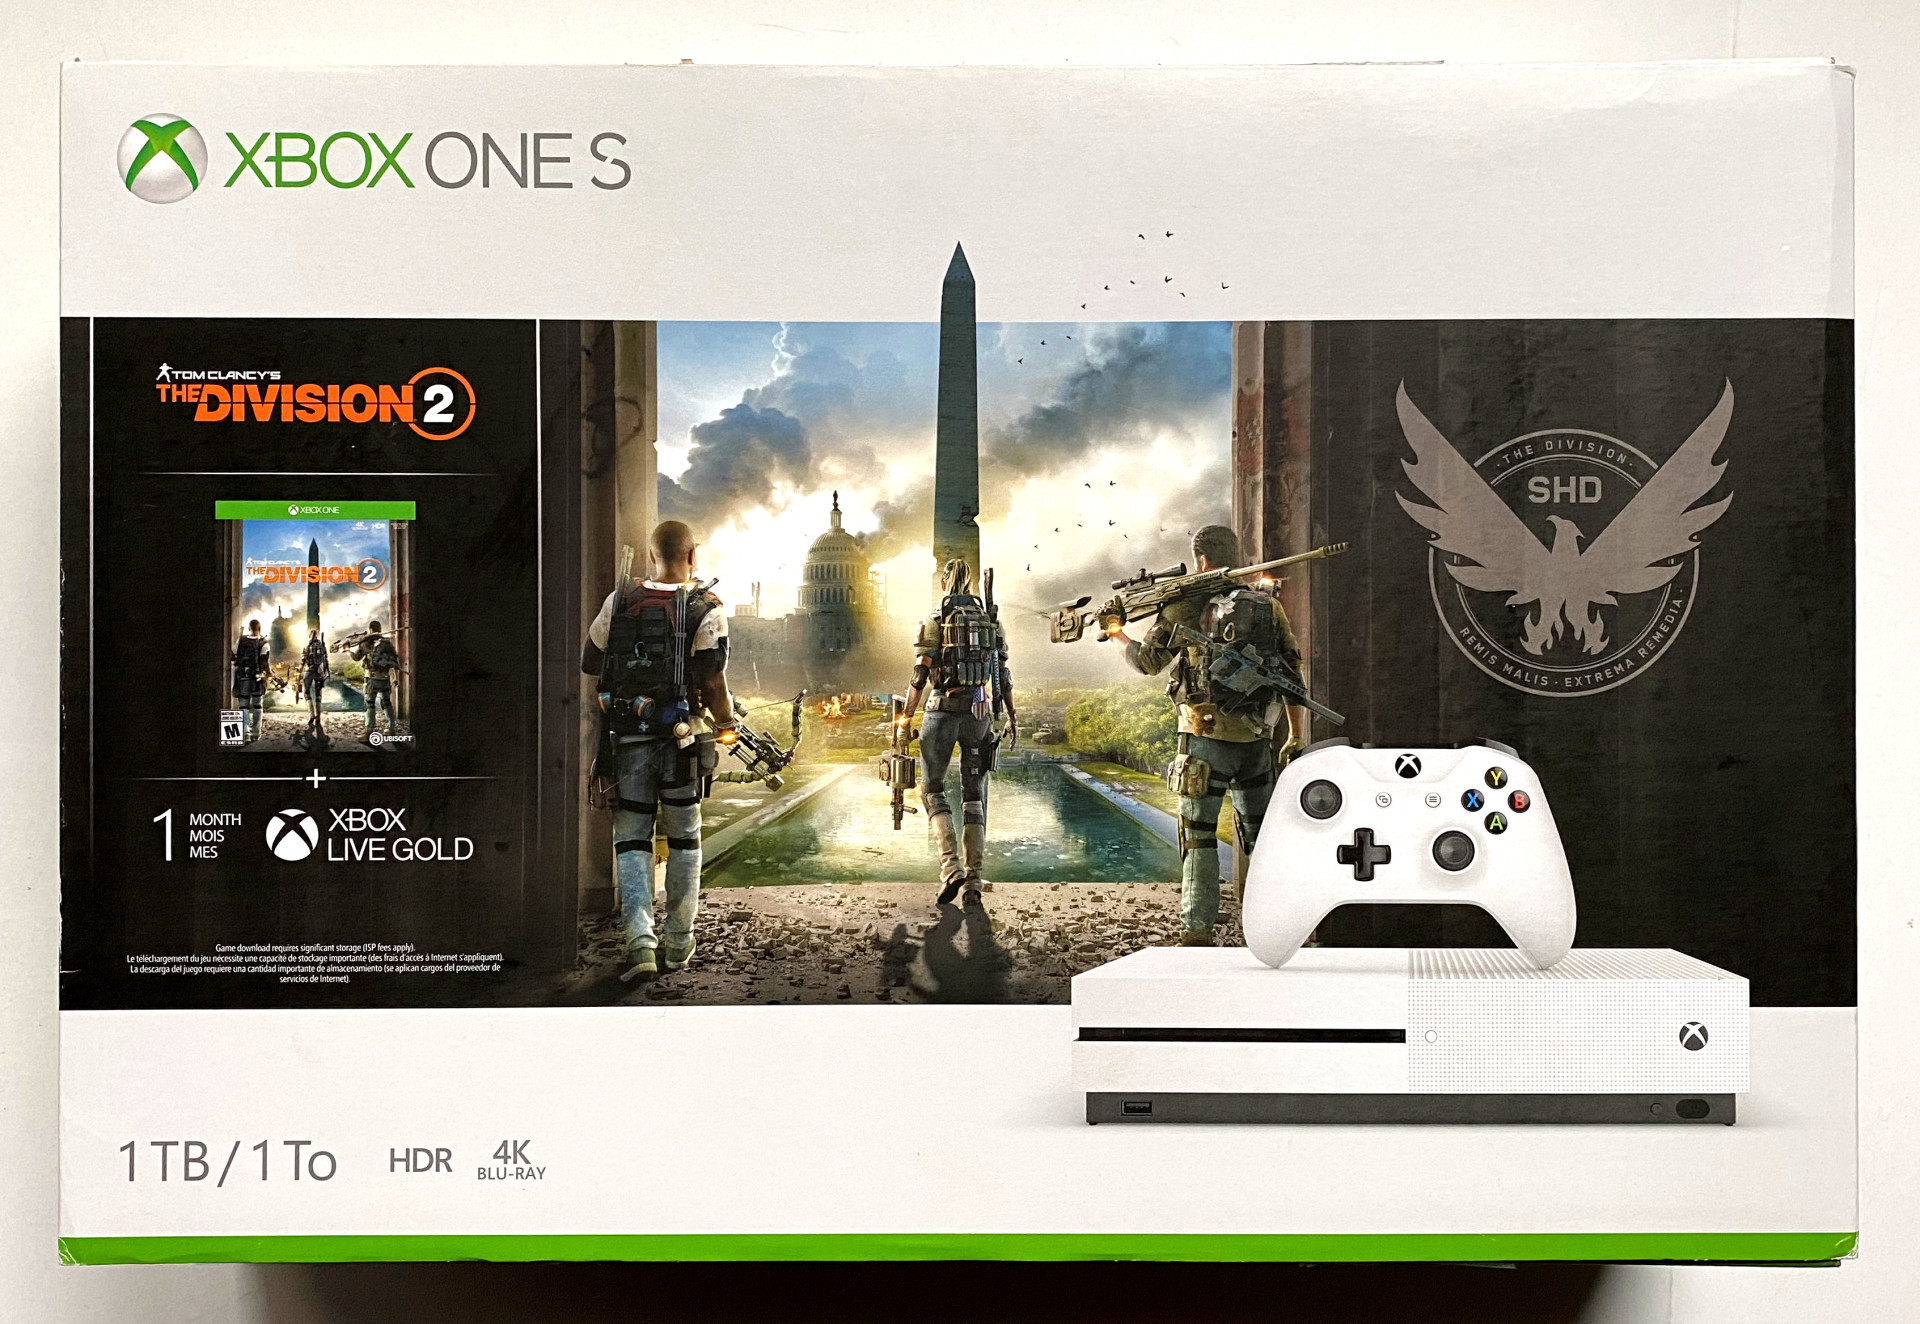 XBOX ONE S
TOM CLANCY'S
THE DIVISION 2
XBOX ONE
4K HDR
TOM CLANCY'S
THE DIVISION 2
M
UBISOFT
+
1 MONTH
MOIS
MES
XBOX
LIVE GOLD
Game download requires significant storage (ISP fees apply).
Le téléchargement du jeu nécessite une capacité de stockage importante (des frais d'accès à Internet s'appliquent).
La descarga del juego requiere una cantidad importante de almacenamiento (se aplican cargos del proveedor de
servicios de Internet).
· THE DIVISION ·
SHD
REMIS MALIS · EXTREMA REMEDIA ·
Y
X
B
A
1 TB / 1 To
HDR
4K
BLU-RAY